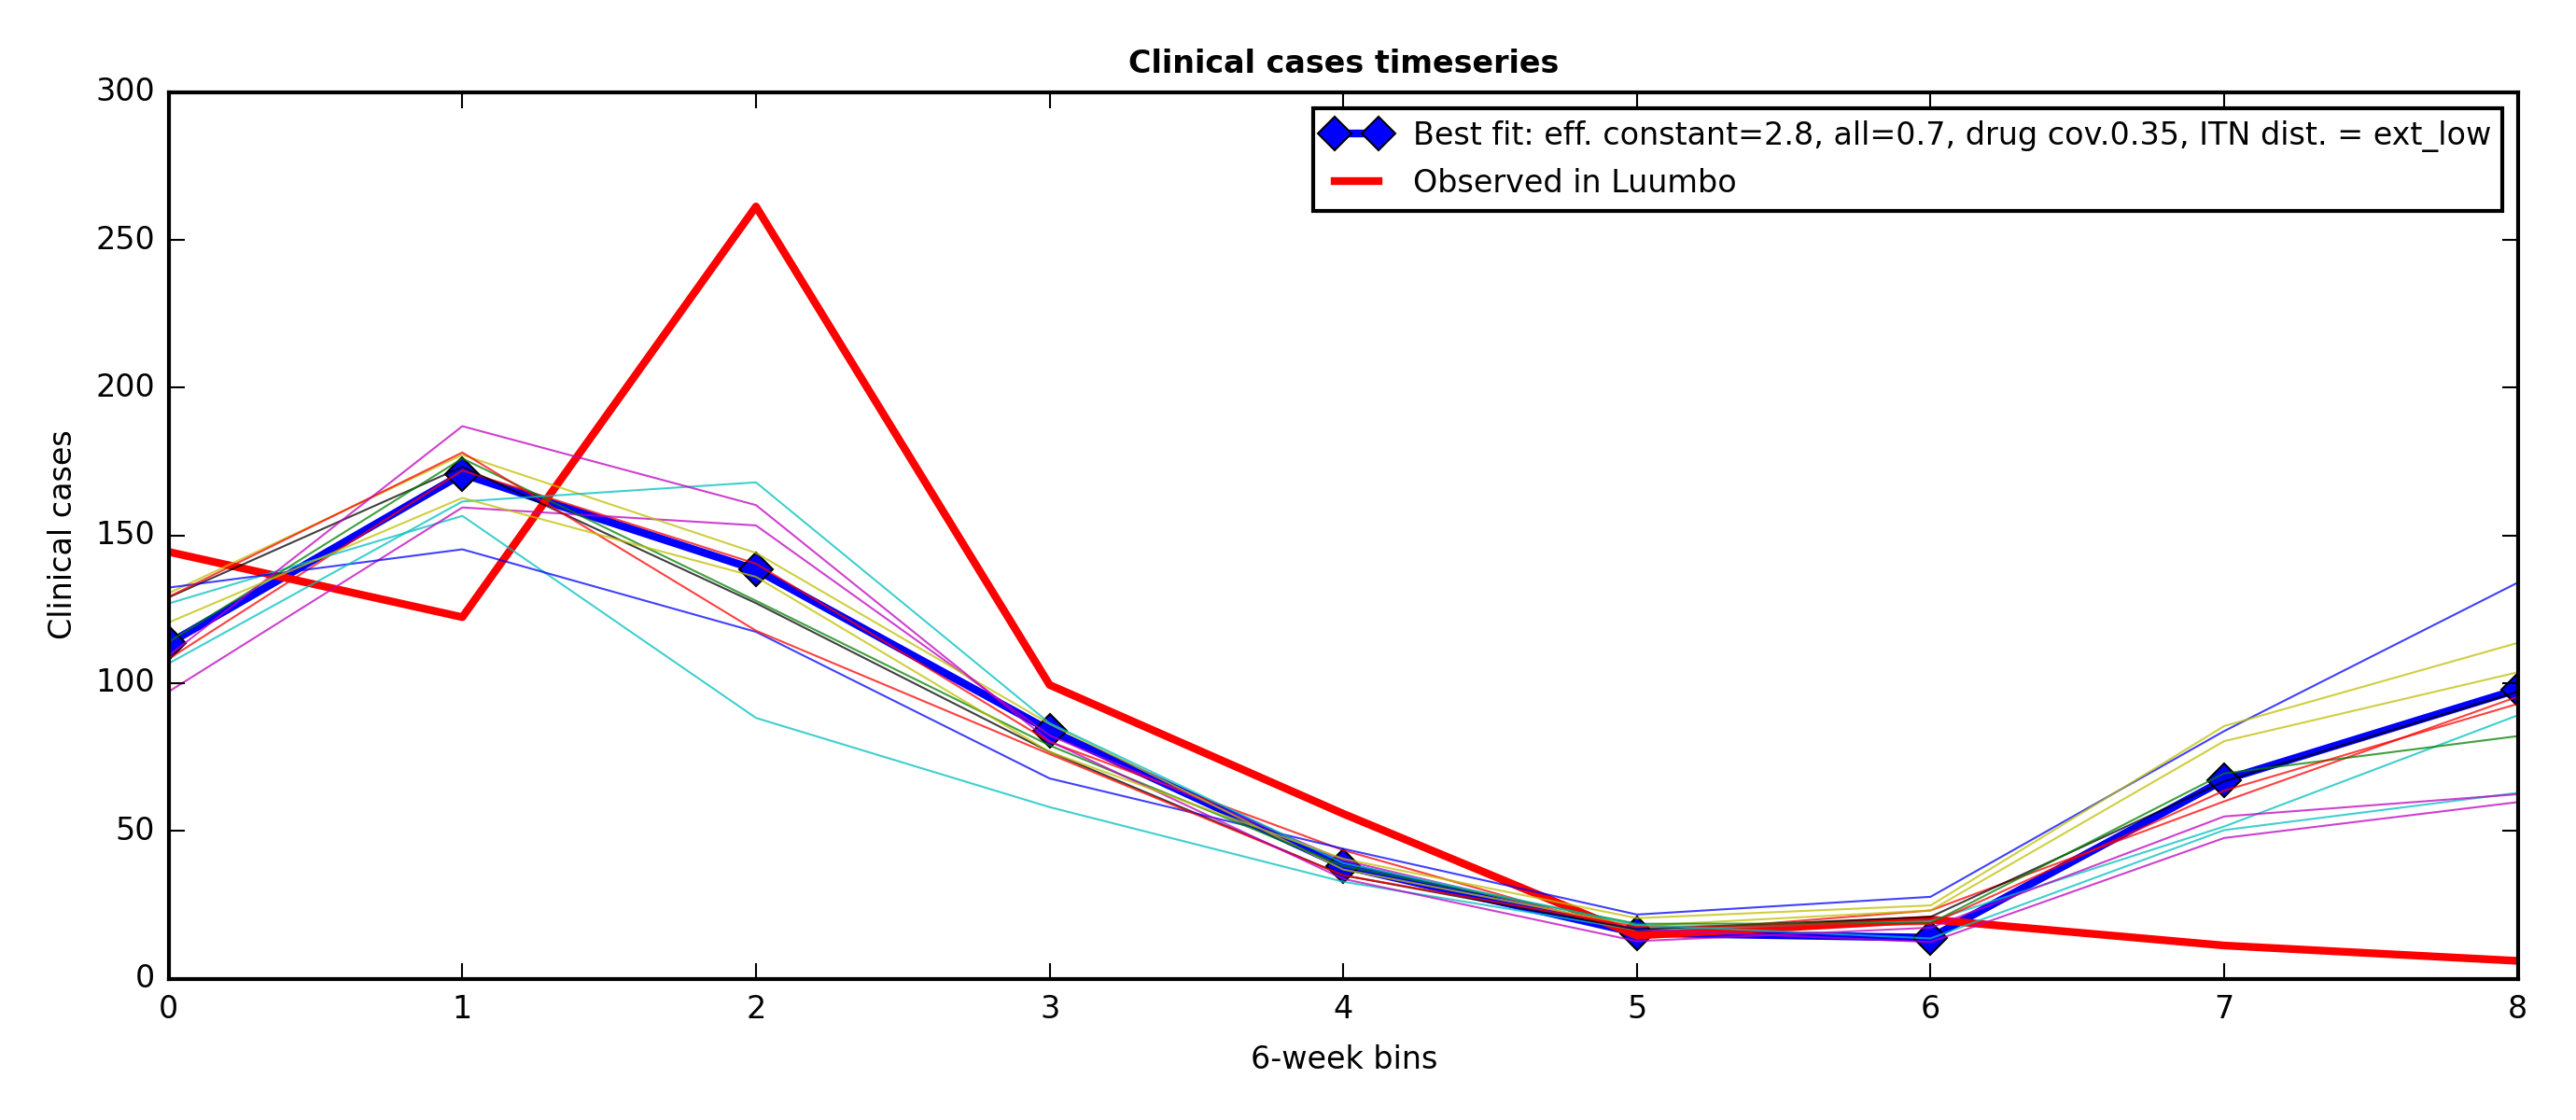 Clinical cases timeseries
300
250
200
150
100
50
0
Clinical cases
Best fit: eff. constant=2.8, all=0.7, drug cov.0.35, ITN dist. = ext_low
Observed in Luumbo
0 1 2 3 4 5 6 7 8
6-week bins